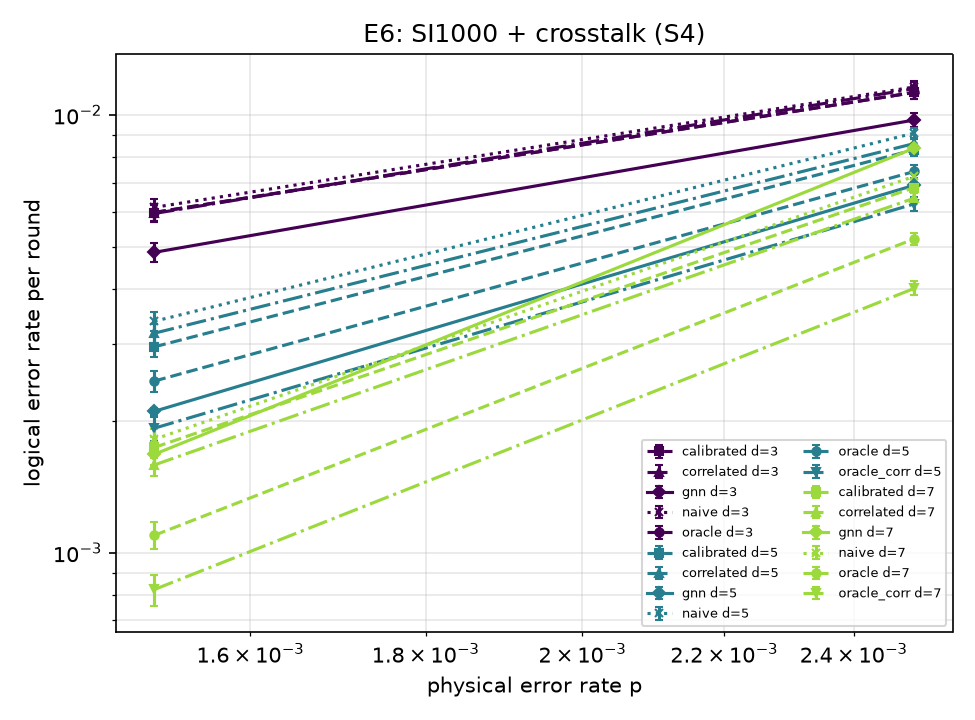 E6: SI1000 + crosstalk (S4)
logical error rate per round
10⁻²
10⁻³
calibrated d=3
correlated d=3
gnn d=3
naive d=3
oracle d=3
calibrated d=5
correlated d=5
gnn d=5
naive d=5
oracle d=5
oracle_corr d=5
calibrated d=7
correlated d=7
gnn d=7
naive d=7
oracle d=7
oracle_corr d=7
1.6 × 10⁻³ 1.8 × 10⁻³ 2 × 10⁻³ 2.2 × 10⁻³ 2.4 × 10⁻³
physical error rate p